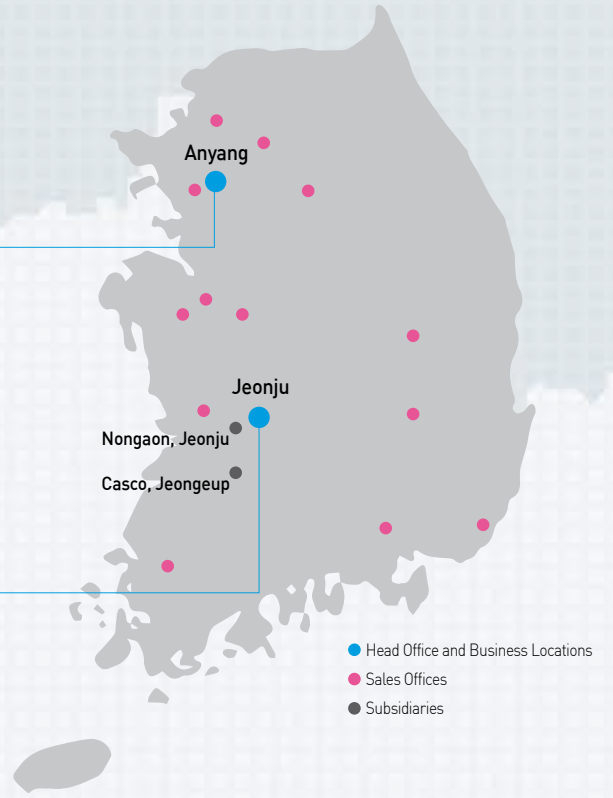 Anyang
Jeonju
Nongaon, Jeonju
Casco, Jeongeup
Head Office and Business Locations
Sales Offices
Subsidiaries